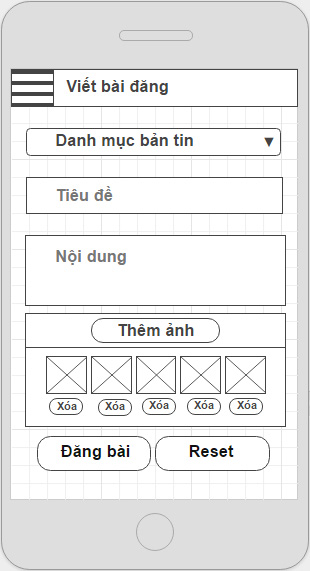 Viết bài đăng
Danh mục bản tin
Tiêu đề
Nội dung
Thêm ảnh
Xóa Xóa Xóa Xóa Xóa
Đăng bài Reset